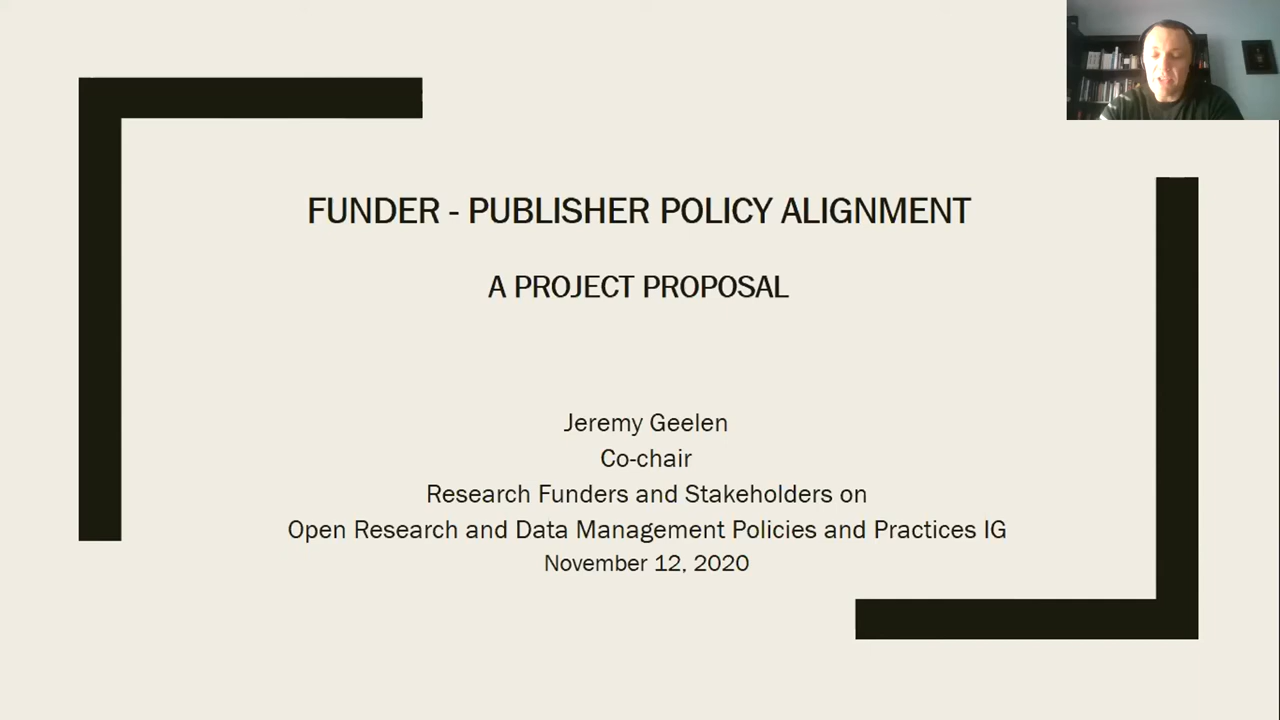 FUNDER - PUBLISHER POLICY ALIGNMENT
A PROJECT PROPOSAL
Jeremy Geelen
Co-chair
Research Funders and Stakeholders on
Open Research and Data Management Policies and Practices IG
November 12, 2020